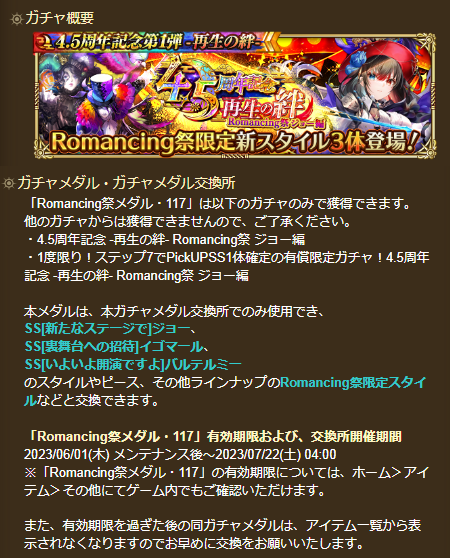 ガチャ概要
4.5周年記念第1弾 -再生の絆-
4.5周年記念
再生の絆
Romancing祭ジョー編
Romancing祭限定新スタイル3体登場!
ガチャメダル・ガチャメダル交換所
「Romancing祭メダル・117」は以下のガチャのみで獲得できます。
他のガチャからは獲得できませんので、ご了承ください。
・4.5周年記念 -再生の絆- Romancing祭 ジョー編
・1度限り！ステップ7でPickUPSS1体確定の有償限定ガチャ！4.5周
年記念 -再生の絆- Romancing祭 ジョー編
本メダルは、本ガチャメダル交換所でのみ使用でき、
SS[新たなステージで]ジョー、
SS[裏舞台への招待]イゴマール、
SS[いよいよ開演ですよ]バルテルミー
のスタイルやピース、その他ラインナップのRomancing祭限定スタイ
ルなどと交換できます。
「Romancing祭メダル・117」有効期限および、交換所開催期間
2023/06/01(木) メンテナンス後～2023/07/22(土) 04:00
※「Romancing祭メダル・117」の有効期限については、ホーム＞アイ
テム＞その他にてゲーム内でもご確認いただけます。
また、有効期限を過ぎた後の同ガチャメダルは、アイテム一覧から表
示されなくなりますのでお早めに交換をお願いいたします。